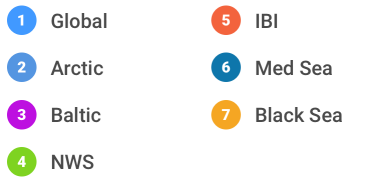 1 Global
2 Arctic
3 Baltic
4 NWS
5 IBI
6 Med Sea
7 Black Sea